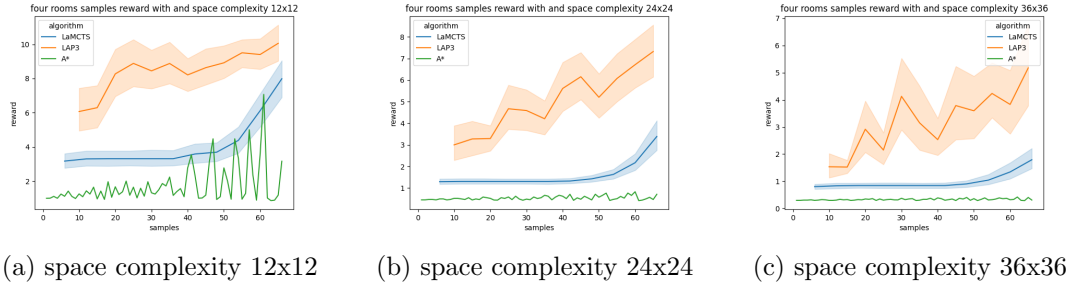 four rooms samples reward with and space complexity 12x12
algorithm
LaMCTS
LAP3
A*
reward
10
8
6
4
2
0
10
20
30
40
50
60
samples
(a) space complexity 12x12
four rooms samples reward with and space complexity 24x24
algorithm
LaMCTS
LAP3
A*
reward
8
7
6
5
4
3
2
1
0
10
20
30
40
50
60
samples
(b) space complexity 24x24
four rooms samples reward with and space complexity 36x36
algorithm
LaMCTS
LAP3
A*
reward
7
6
5
4
3
2
1
0
0
10
20
30
40
50
60
samples
(c) space complexity 36x36